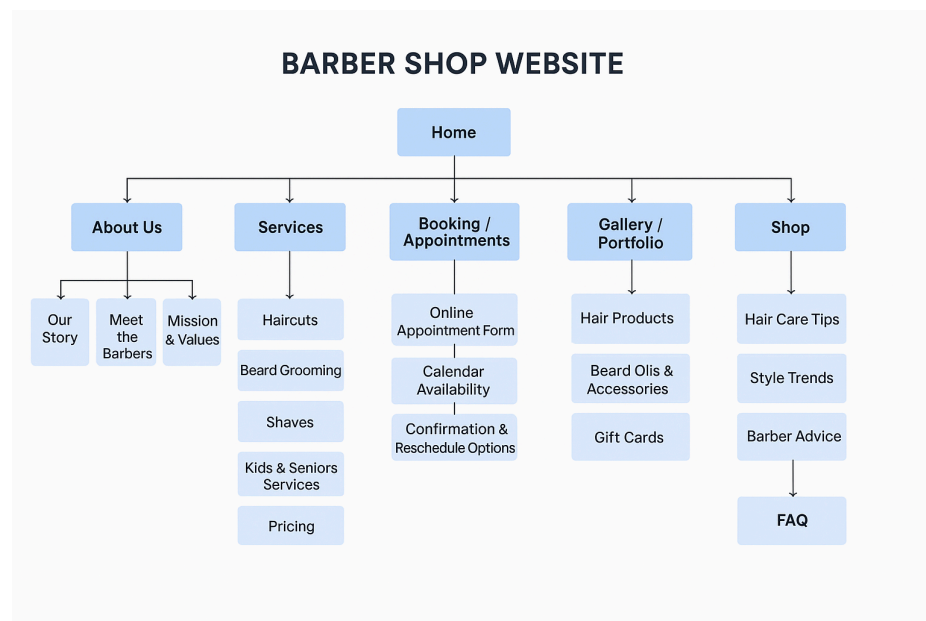 BARBER SHOP WEBSITE
Home
About Us
Services
Booking /
Appointments
Gallery /
Portfolio
Shop
Our
Story
Meet
the
Barbers
Mission
& Values
Haircuts
Beard Grooming
Shaves
Kids & Seniors
Services
Pricing
Online
Appointment Form
Calendar
Availability
Confirmation &
Reschedule Options
Hair Products
Beard Olis &
Accessories
Gift Cards
Hair Care Tips
Style Trends
Barber Advice
FAQ